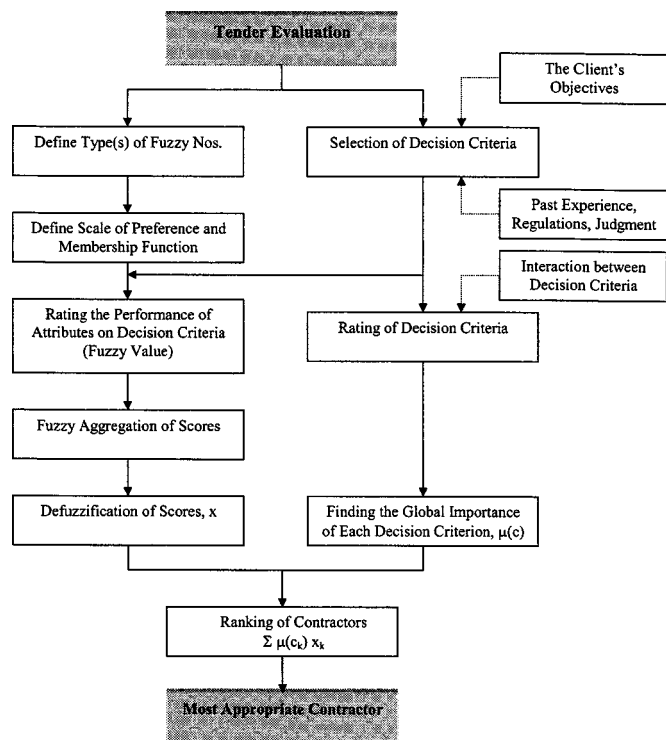 Tender Evaluation
The Client's
Objectives
Define Type(s) of Fuzzy Nos.
Selection of Decision Criteria
Define Scale of Preference and
Membership Function
Past Experience,
Regulations, Judgment
Interaction between
Decision Criteria
Rating the Performance of
Attributes on Decision Criteria
(Fuzzy Value)
Rating of Decision Criteria
Fuzzy Aggregation of Scores
Defuzzification of Scores, x
Finding the Global Importance
of Each Decision Criterion, μ(c)
Ranking of Contractors
Σ μ(cₖ) xₖ
Most Appropriate Contractor